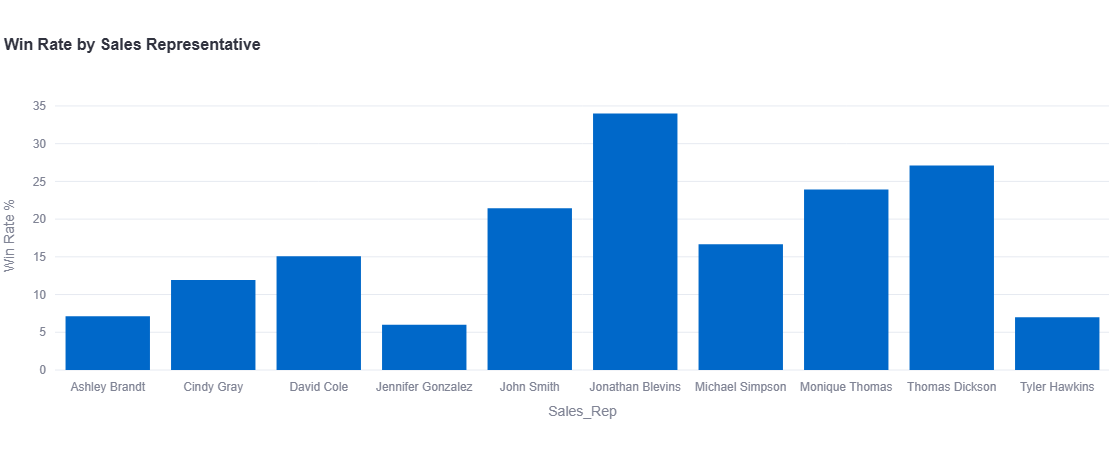 Win Rate by Sales Representative
35
30
25
20
15
10
5
0
Win Rate %
Ashley Brandt Cindy Gray David Cole Jennifer Gonzalez John Smith Jonathan Blevins Michael Simpson Monique Thomas Thomas Dickson Tyler Hawkins
Sales_Rep